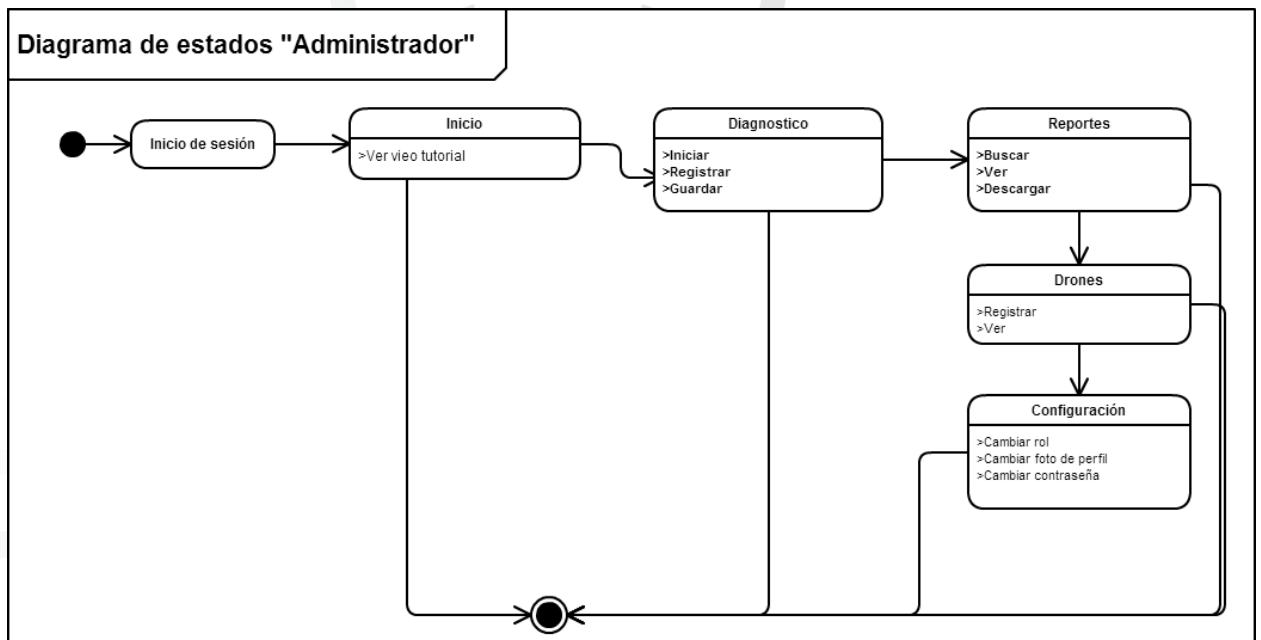 Diagrama de estados "Administrador"
Inicio de sesión
Inicio
>Ver vieo tutorial
Diagnostico
>Iniciar
>Registrar
>Guardar
Reportes
>Buscar
>Ver
>Descargar
Drones
>Registrar
>Ver
Configuración
>Cambiar rol
>Cambiar foto de perfil
>Cambiar contraseña